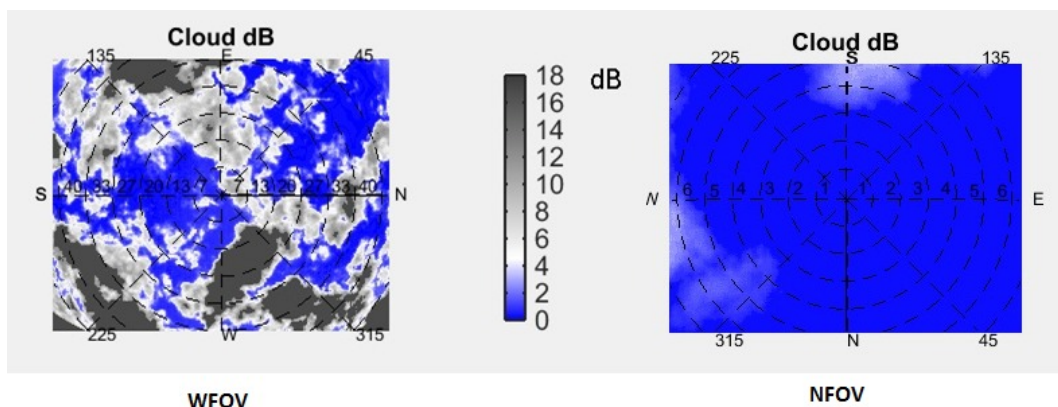 Cloud dB
135 E 45
S 40 33 27 20 13 7 7 13 20 27 33 40 N
225 W 315
WFOV
18
16
14
12
10
8
6
4
2
0
dB
Cloud dB
225 S 135
W 6 5 4 3 2 1 1 2 3 4 5 6 E
315 N 45
NFOV